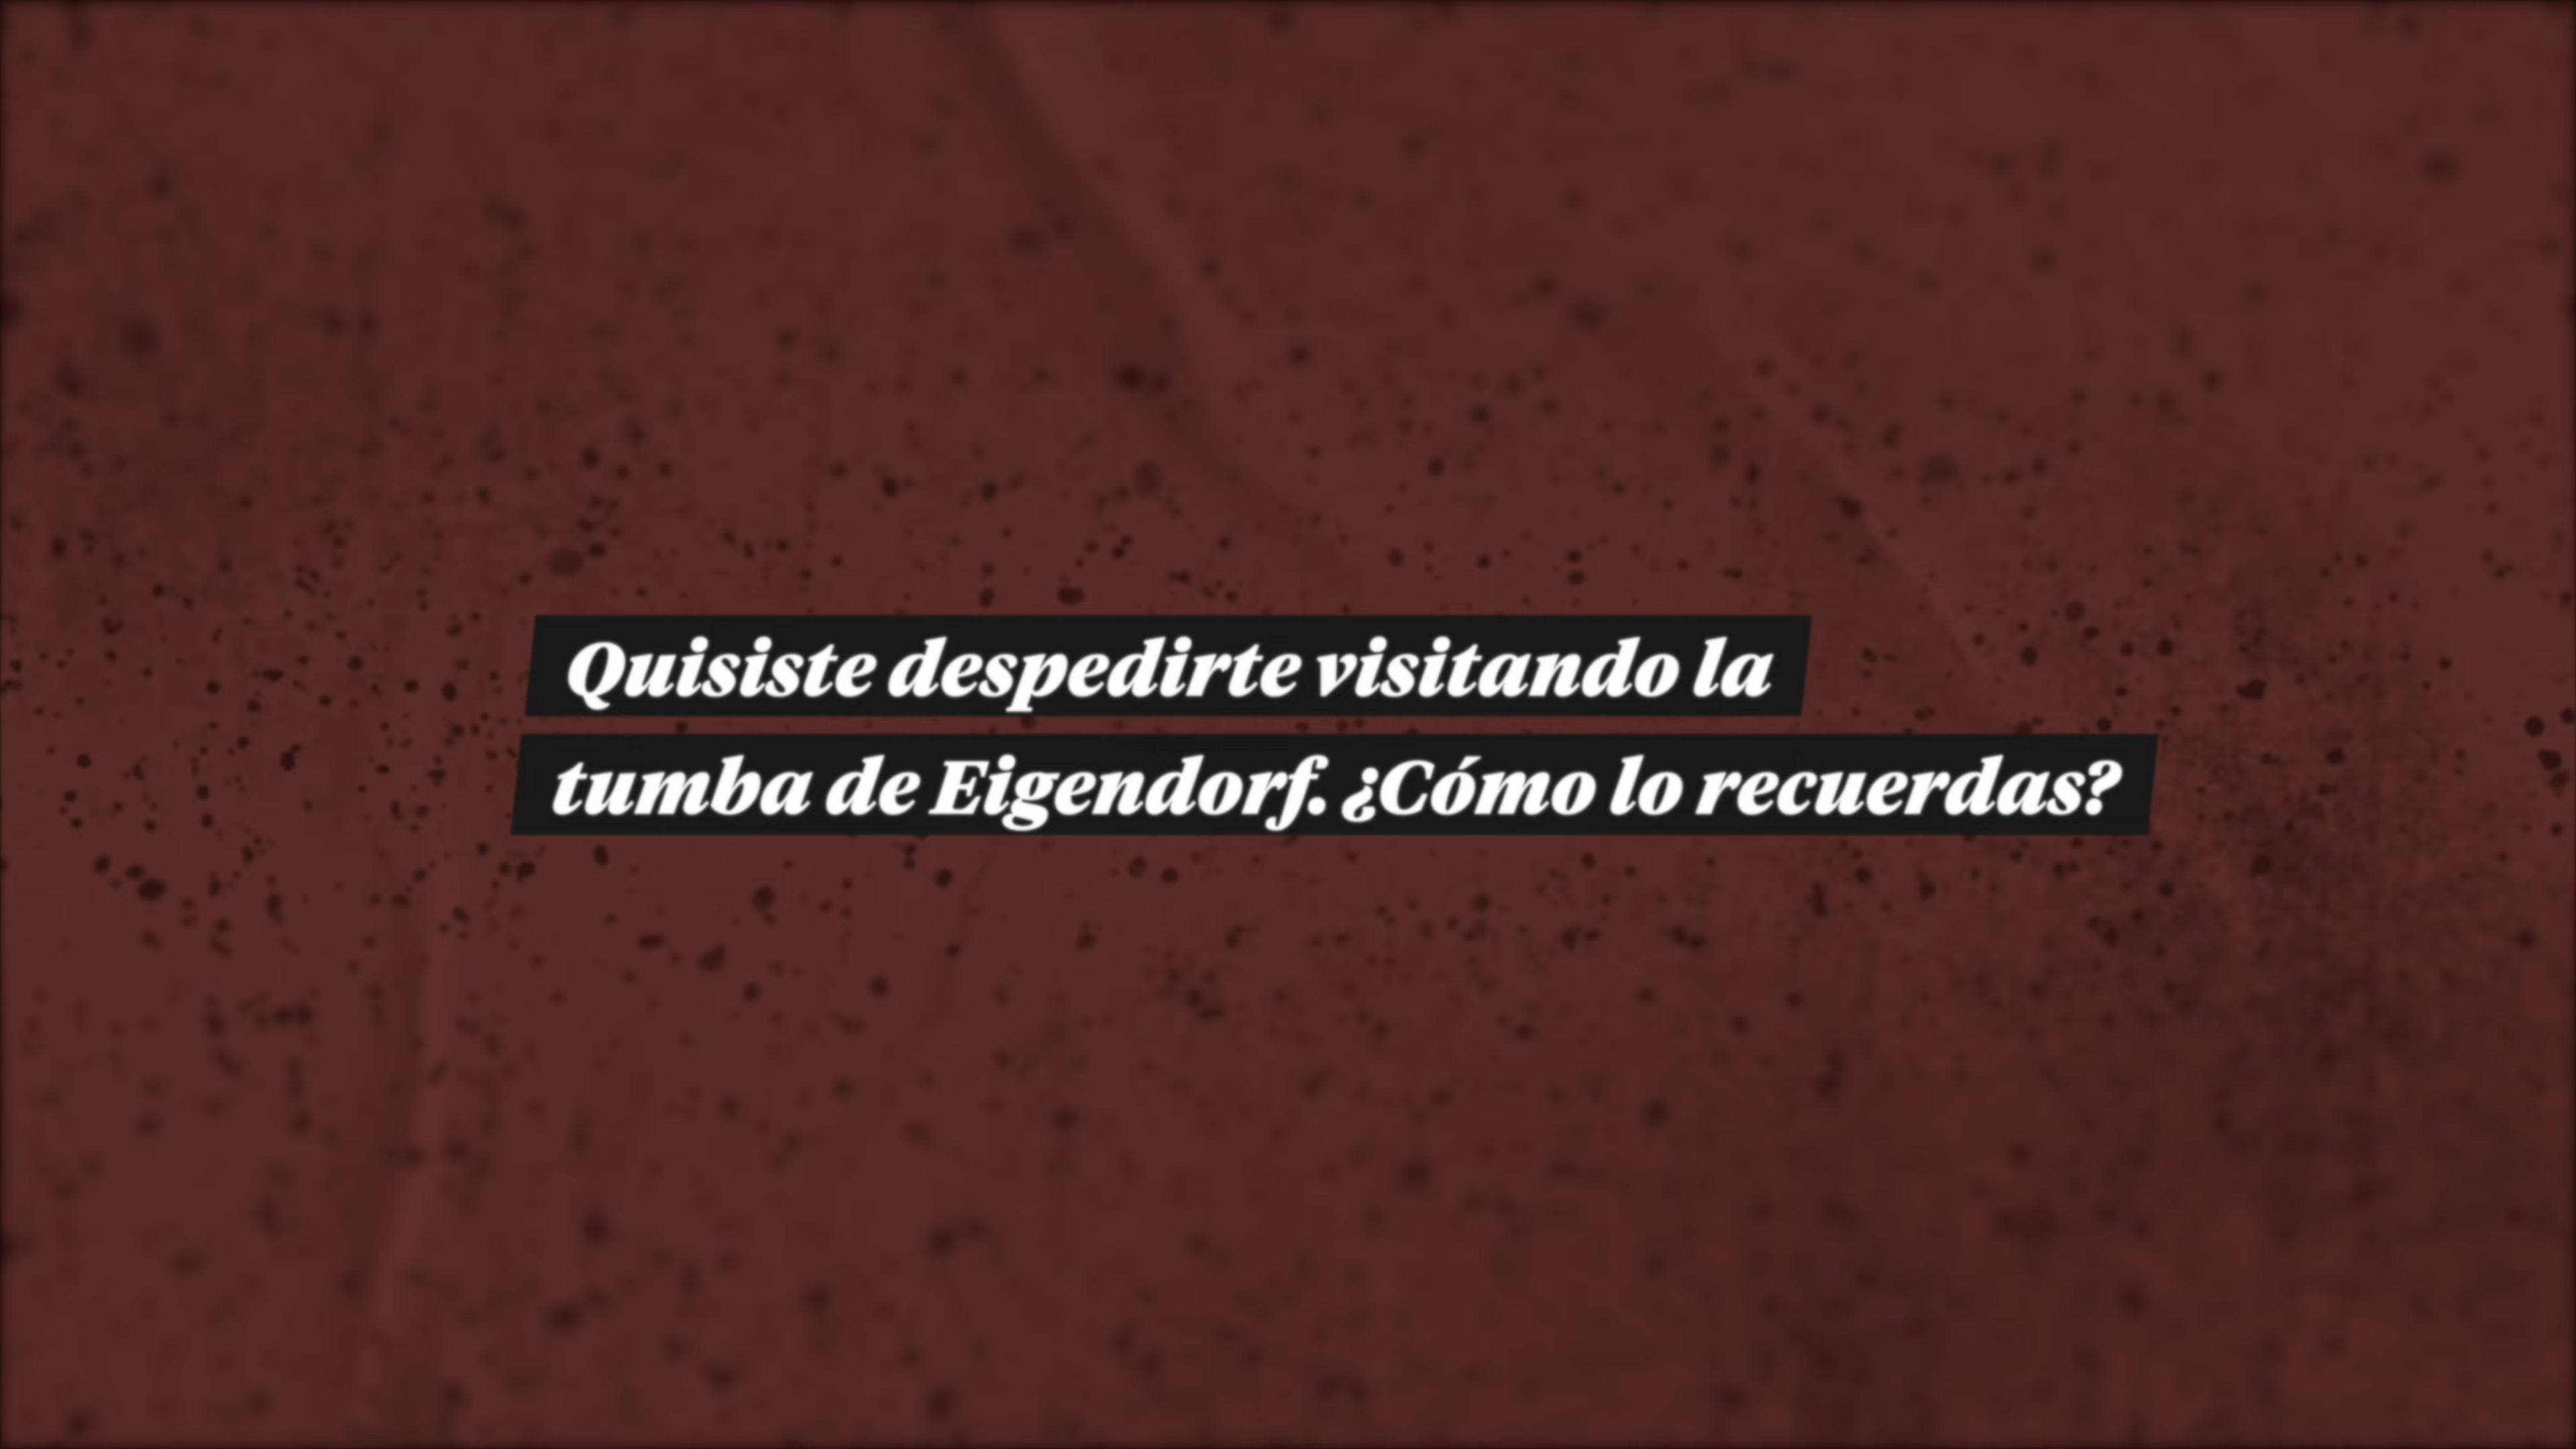 Quisiste despedirte visitando la
tumba de Eigendorf. ¿Cómo lo recuerdas?